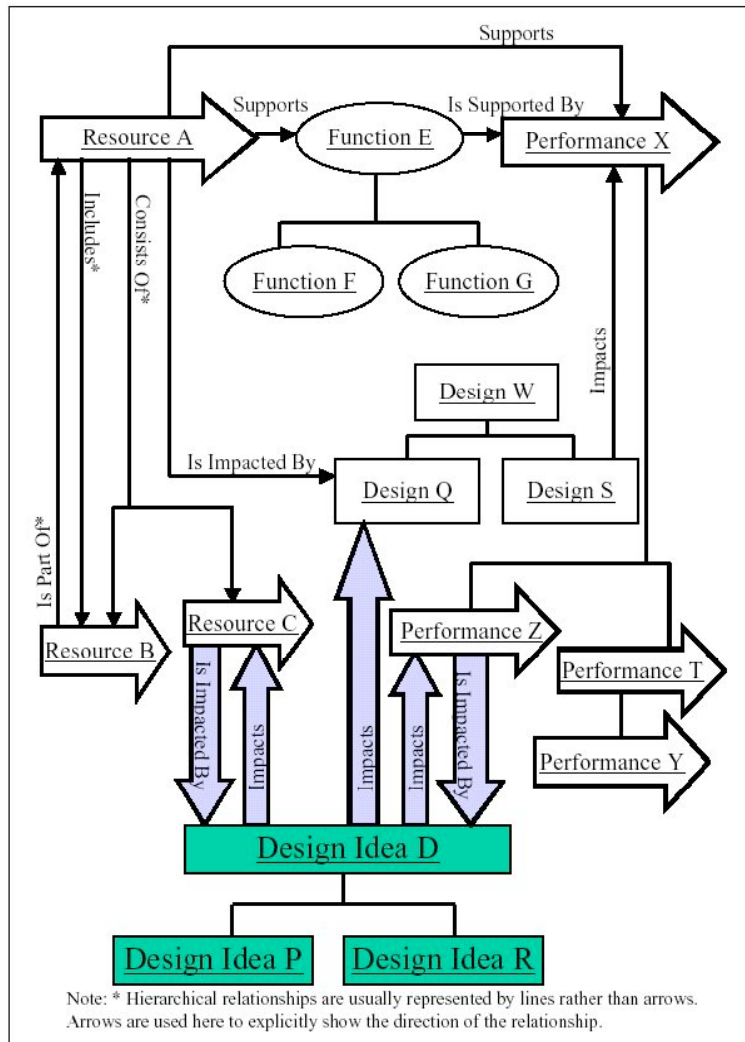 Supports
Supports
Is Supported By
Resource A
Function E
Performance X
Includes*
Consists Of*
Function F
Function G
Impacts
Design W
Is Impacted By
Design Q
Design S
Is Part Of*
Resource B
Resource C
Performance Z
Performance T
Performance Y
Is Impacted By
Impacts
Impacts
Impacts
Is Impacted By
Design Idea D
Design Idea P
Design Idea R
Note: * Hierarchical relationships are usually represented by lines rather than arrows.
Arrows are used here to explicitly show the direction of the relationship.